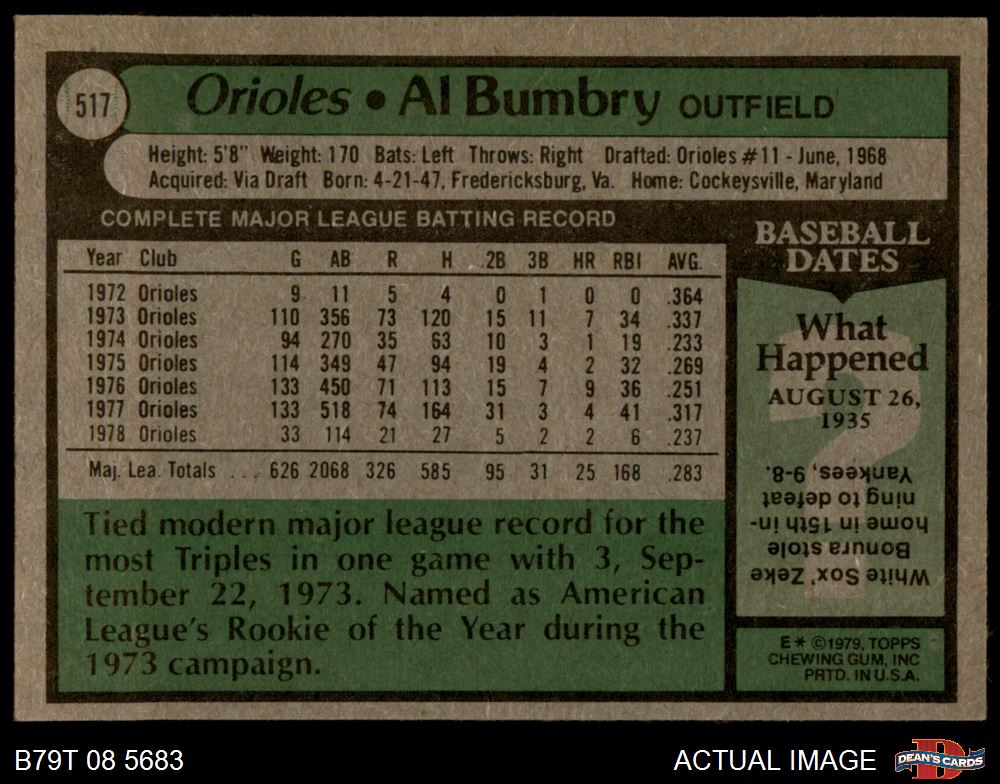 517
Orioles • Al Bumbry OUTFIELD
Height: 5'8" Weight: 170 Bats: Left Throws: Right Drafted: Orioles #11 - June, 1968
Acquired: Via Draft Born: 4-21-47, Fredericksburg, Va. Home: Cockeysville, Maryland
COMPLETE MAJOR LEAGUE BATTING RECORD
Year Club G AB R H 2B 3B HR RBI AVG.
1972 Orioles 9 11 5 4 0 1 0 0 .364
1973 Orioles 110 356 73 120 15 11 7 34 .337
1974 Orioles 94 270 35 63 10 3 1 19 .233
1975 Orioles 114 349 47 94 19 4 2 32 .269
1976 Orioles 133 450 71 113 15 7 9 36 .251
1977 Orioles 133 518 74 164 31 3 4 41 .317
1978 Orioles 33 114 21 27 5 2 2 6 .237
Maj. Lea. Totals ... 626 2068 326 585 95 31 25 168 .283
Tied modern major league record for the
most Triples in one game with 3, Sep-
tember 22, 1973. Named as American
League's Rookie of the Year during the
1973 campaign.
BASEBALL
DATES
What
Happened
AUGUST 26,
1935
White Sox' Zeke
Bonura stole
home in 15th in-
ning to defeat
Yankees, 9-8.
E* ©1979, TOPPS
CHEWING GUM, INC
PRTD. IN U.S.A.
B79T 08 5683
ACTUAL IMAGE
D
DEAN'S CARDS